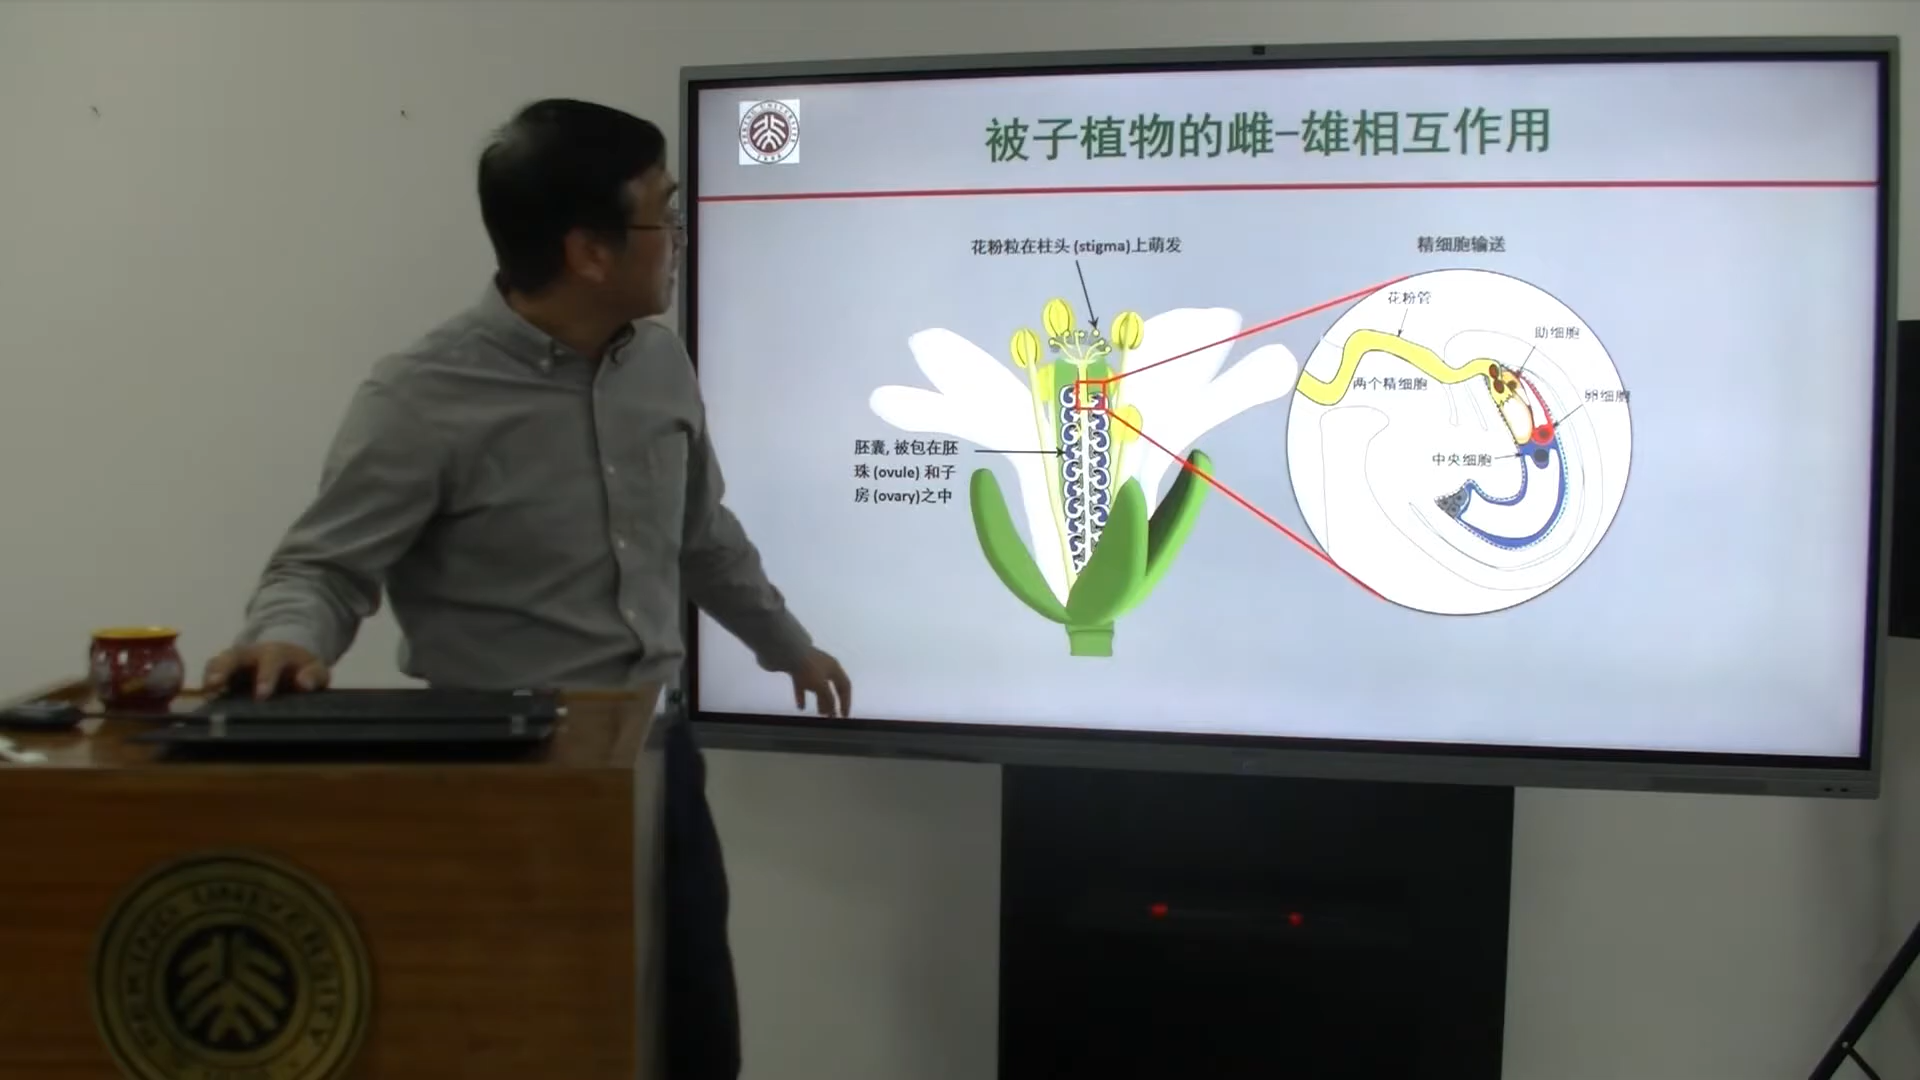 被子植物的雌-雄相互作用
花粉粒在柱头 (stigma)上萌发
精细胞输送
花粉管
助细胞
两个精细胞
卵细胞
中央细胞
胚囊, 被包在胚
珠 (ovule) 和子
房 (ovary)之中
PEKING UNIVERSITY